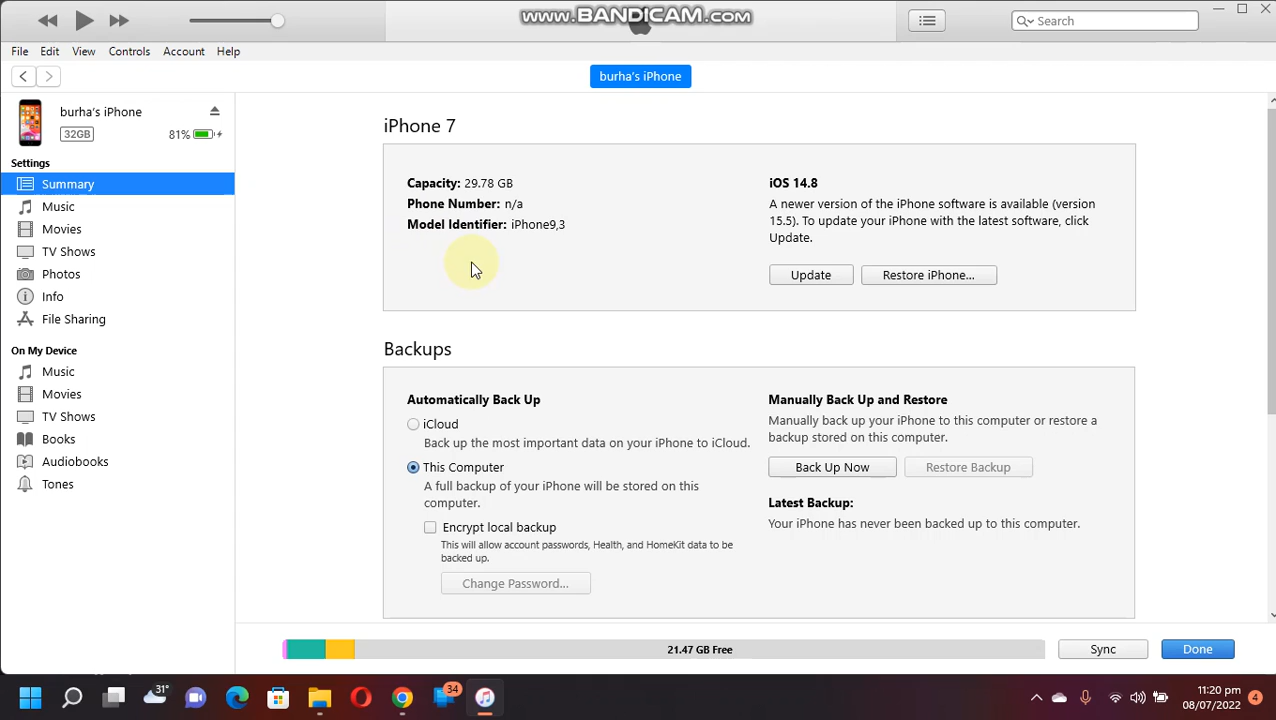 www.BANDICAM.com
Search
File Edit View Controls Account Help
burha's iPhone
burha's iPhone
32GB 81%
Settings
Summary
Music
Movies
TV Shows
Photos
Info
File Sharing
On My Device
Music
Movies
TV Shows
Books
Audiobooks
Tones
iPhone 7
Capacity: 29.78 GB
Phone Number: n/a
Model Identifier: iPhone9,3
iOS 14.8
A newer version of the iPhone software is available (version
15.5). To update your iPhone with the latest software, click
Update.
Update Restore iPhone...
Backups
Automatically Back Up
iCloud
Back up the most important data on your iPhone to iCloud.
This Computer
A full backup of your iPhone will be stored on this
computer.
Encrypt local backup
This will allow account passwords, Health, and HomeKit data to be
backed up.
Change Password...
Manually Back Up and Restore
Manually back up your iPhone to this computer or restore a
backup stored on this computer.
Back Up Now Restore Backup
Latest Backup:
Your iPhone has never been backed up to this computer.
21.47 GB Free
Sync Done
31°
34
11:20 pm
08/07/2022
4